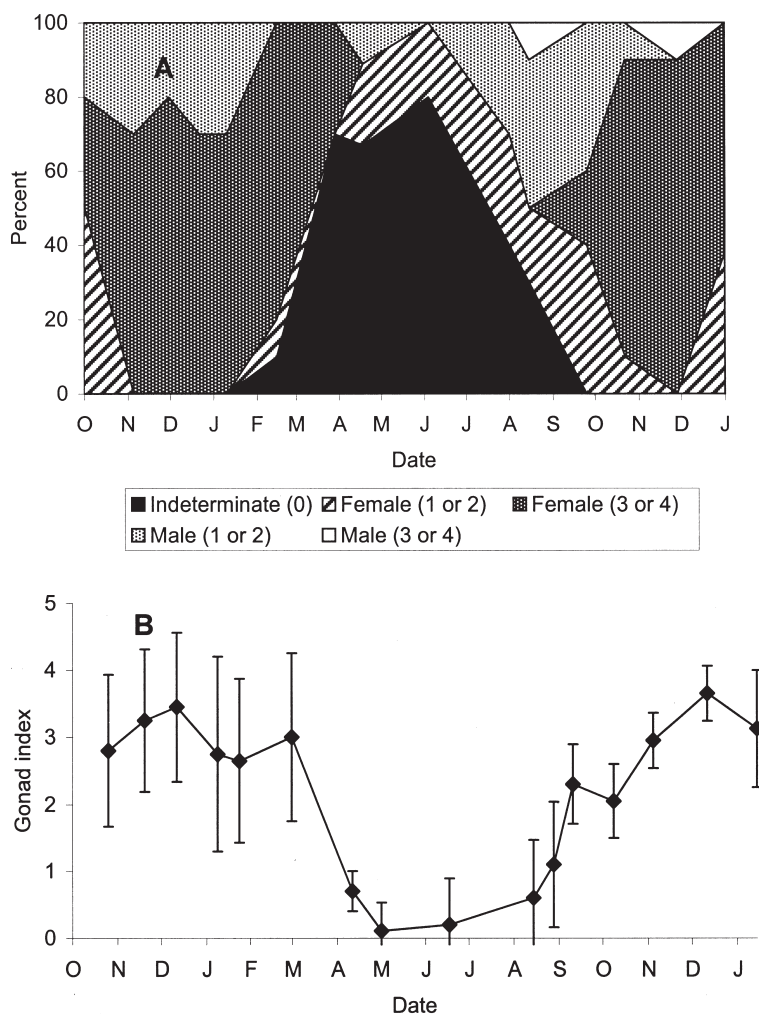 100
80
60
40
20
0
Percent
A
O N D J F M A M J J A S O N D J
Date
Indeterminate (0) Female (1 or 2) Female (3 or 4)
Male (1 or 2) Male (3 or 4)
5
4
3
2
1
0
Gonad index
B
O N D J F M A M J J A S O N D J
Date